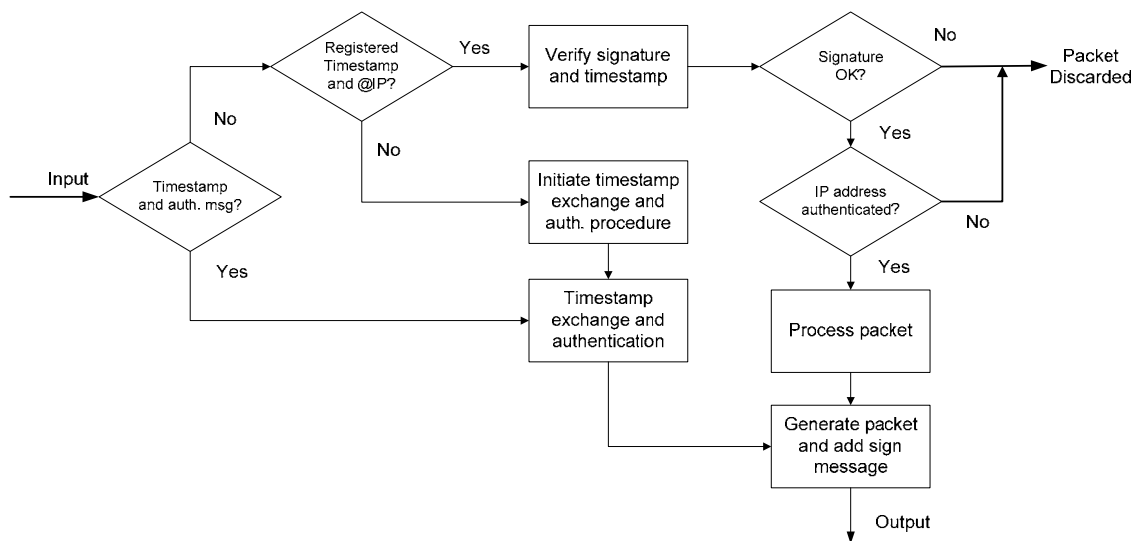 Registered
Timestamp
and @IP?
Yes
Verify signature
and timestamp
Signature
OK?
No
Packet
Discarded
No
Yes
No
Input
Timestamp
and auth. msg?
Initiate timestamp
exchange and
auth. procedure
IP address
authenticated?
No
Yes
Yes
Timestamp
exchange and
authentication
Process packet
Generate packet
and add sign
message
Output